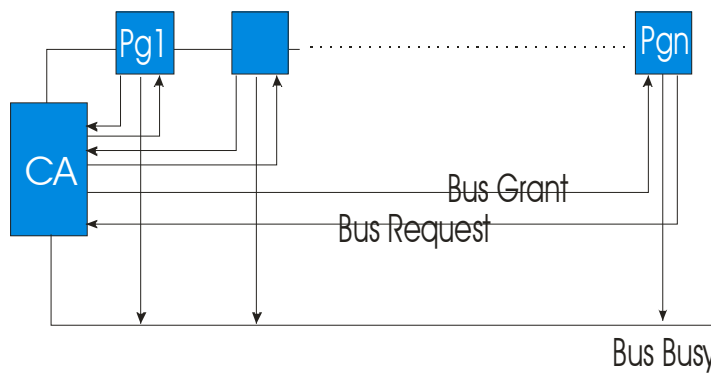 Pg1
Pgn
CA
Bus Grant
Bus Request
Bus Busy